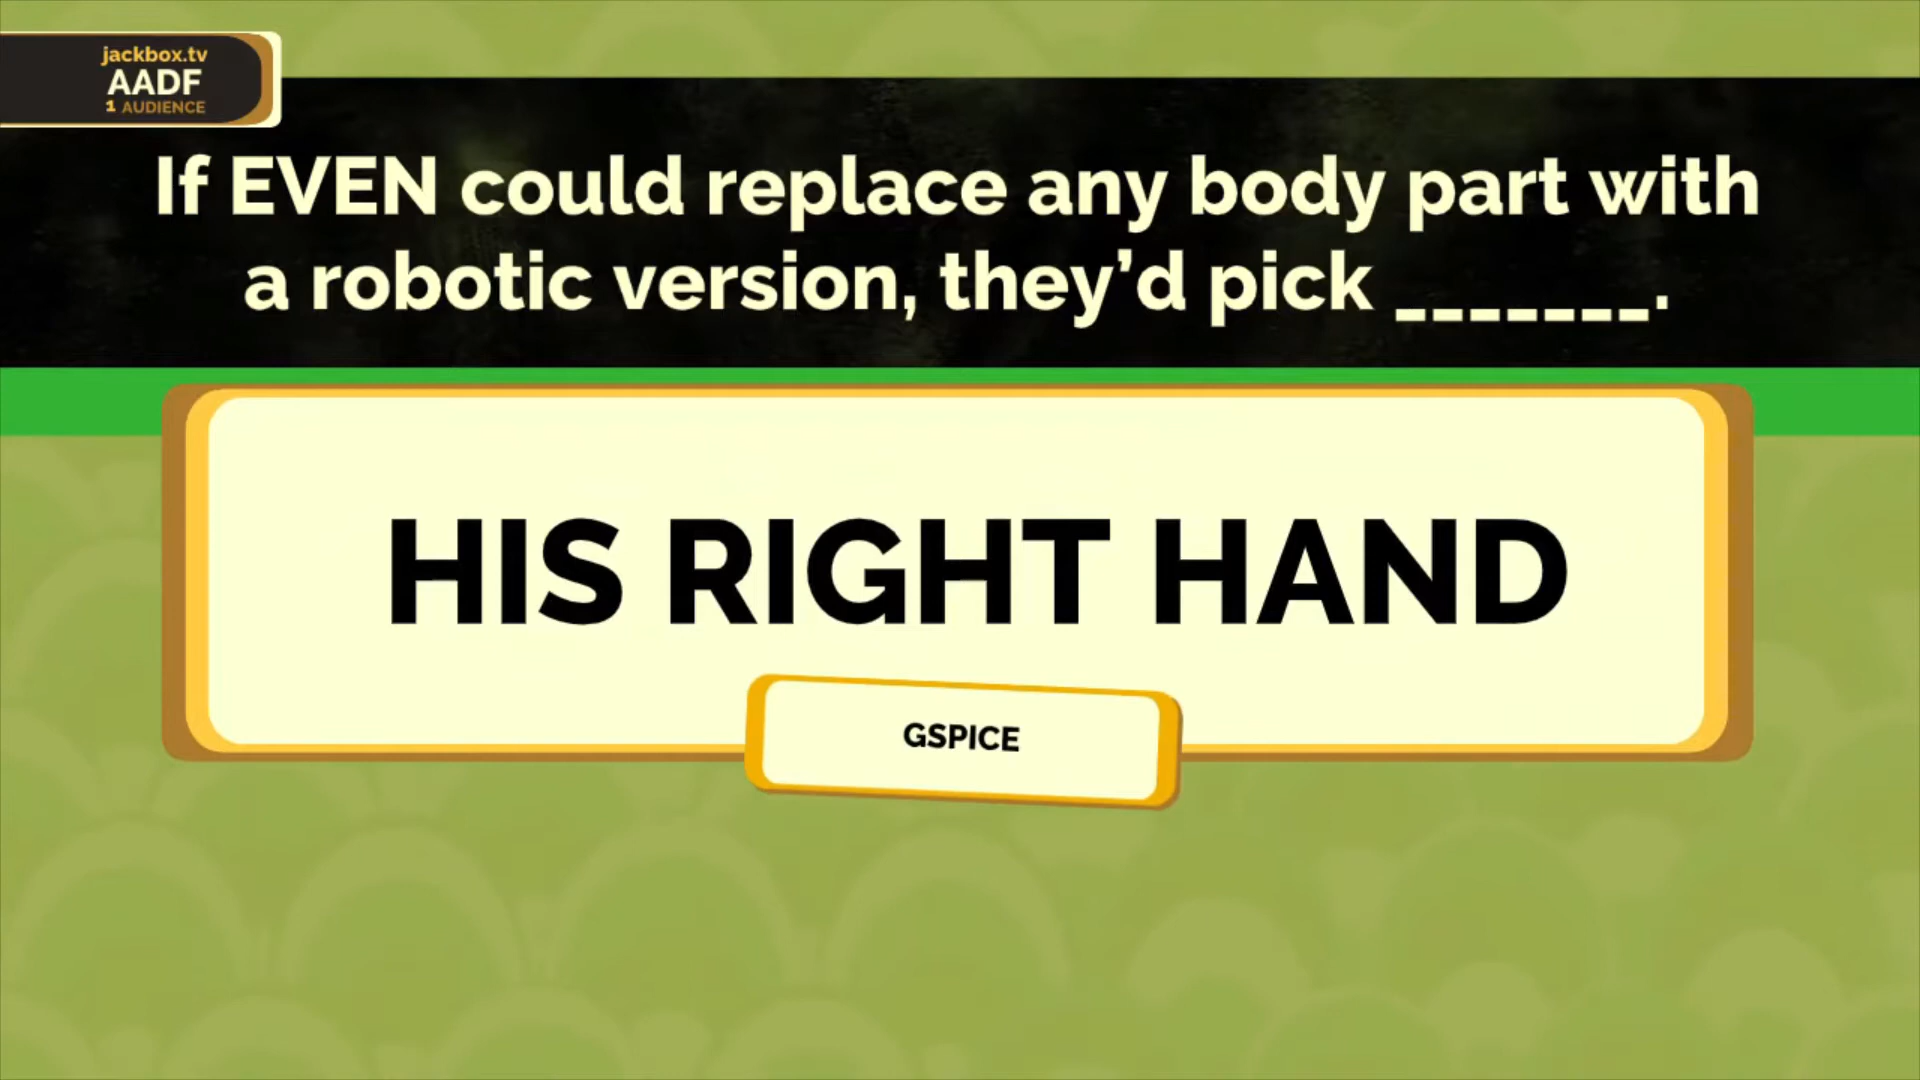 jackbox.tv
AADF
1 AUDIENCE
If EVEN could replace any body part with
a robotic version, they’d pick _______.
HIS RIGHT HAND
GSPICE